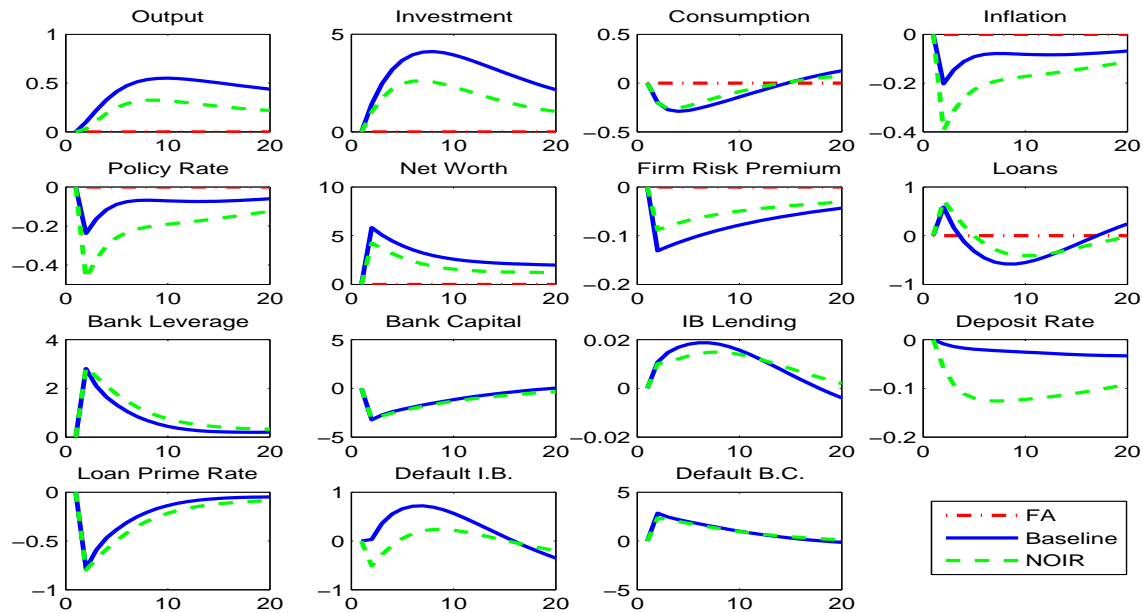 Output Investment Consumption Inflation
1 0.5 0 0 10 20
6 4 2 0 0 10 20
0.5 0 −0.5 0 10 20
0 −0.2 −0.4 0 10 20
Policy Rate Net Worth Firm Risk Premium Loans
0 −0.2 −0.4 0 10 20
10 5 0 0 10 20
0 −0.1 −0.2 0 10 20
1 0 −1 0 10 20
Bank Leverage Bank Capital IB Lending Deposit Rate
4 2 0 0 10 20
5 0 −5 0 10 20
0.02 0 −0.02 0 10 20
0 −0.1 −0.2 0 10 20
Loan Prime Rate Default I.B. Default B.C.
0 −0.5 −1 0 10 20
1 0 −1 0 10 20
5 0 −5 0 10 20
FA
Baseline
NOIR